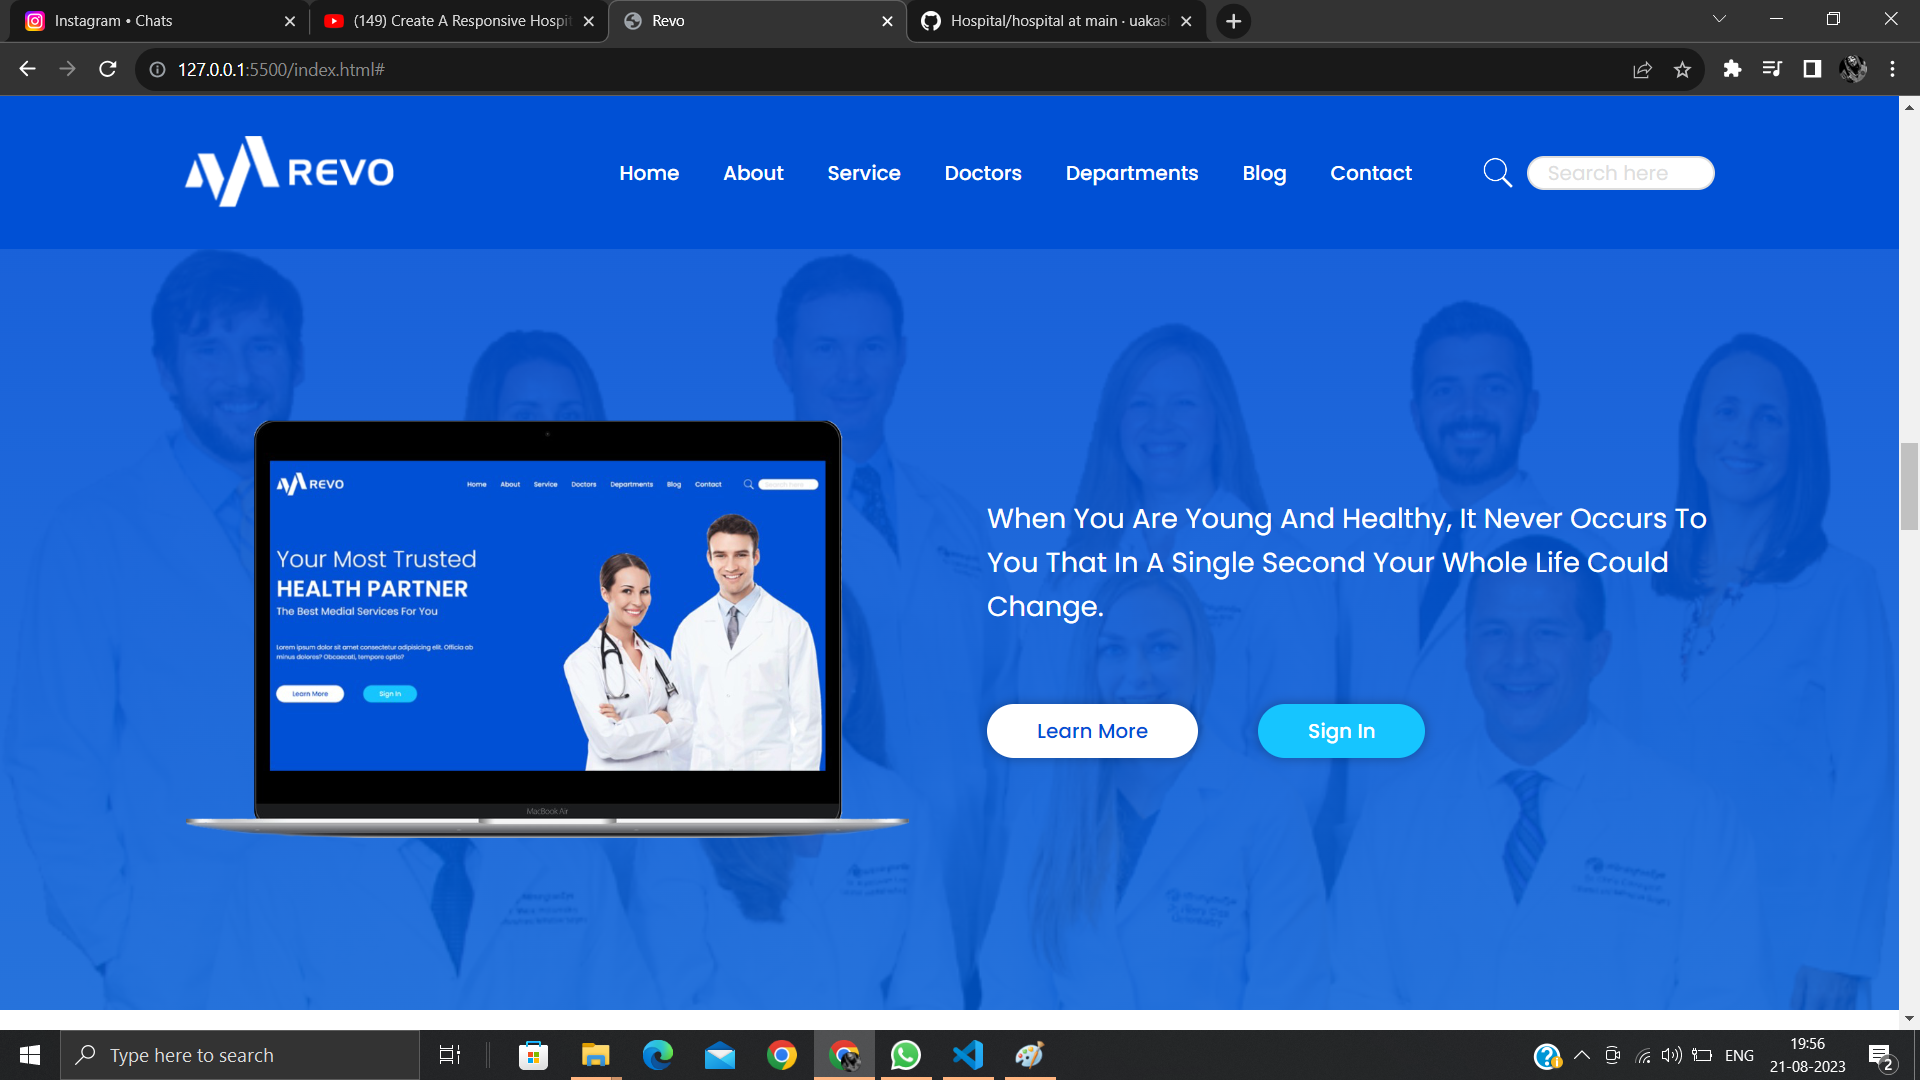 Instagram • Chats
(149) Create A Responsive Hospit
Revo
Hospital/hospital at main · uakas
127.0.0.1:5500/index.html#
REVO
Home
About
Service
Doctors
Departments
Blog
Contact
Search here
REVO
Home
About
Service
Doctors
Departments
Blog
Contact
Search here
Your Most Trusted
HEALTH PARTNER
The Best Medial Services For You
Lorem ipsum dolor sit amet consectetur adipisicing elit. Officia ab
minus dolores? Obcaecati, tempore optio?
Learn More
Sign In
MacBook Air
When You Are Young And Healthy, It Never Occurs To
You That In A Single Second Your Whole Life Could
Change.
Learn More
Sign In
Type here to search
ENG
19:56
21-08-2023
2